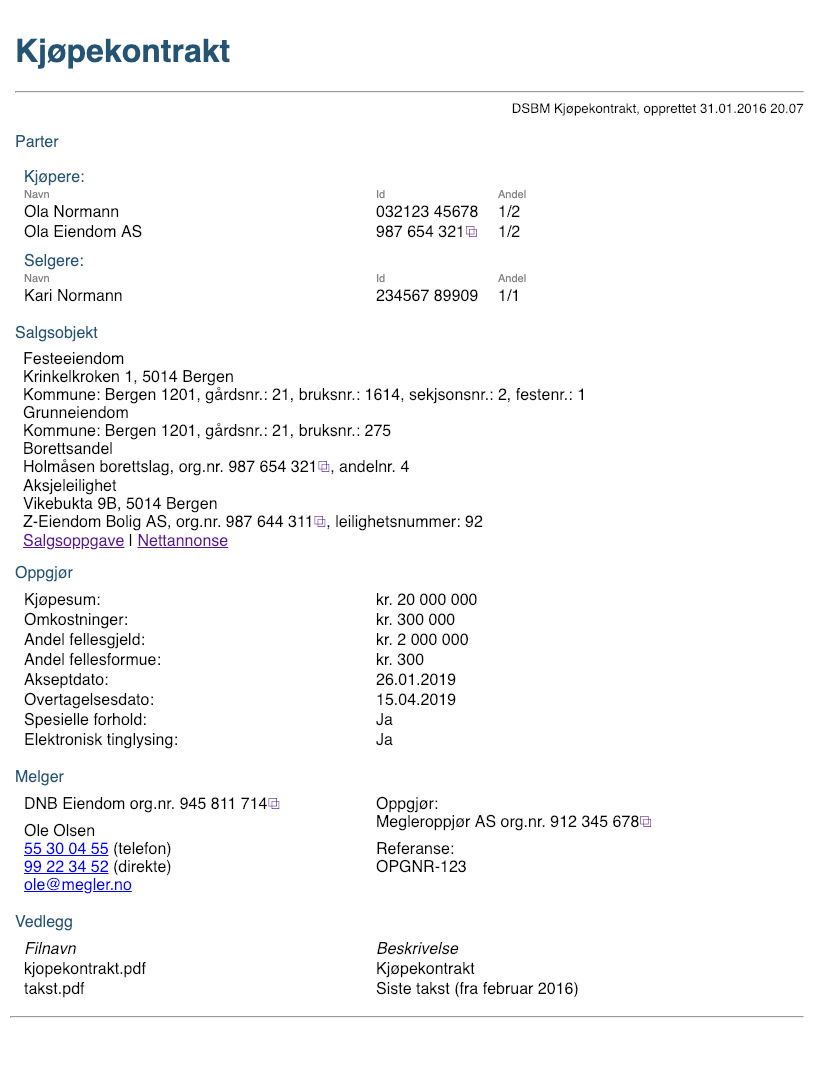 Kjøpekontrakt
DSBM Kjøpekontrakt, opprettet 31.01.2016 20.07
Parter
Kjøpere:
Navn Id Andel
Ola Normann 032123 45678 1/2
Ola Eiendom AS 987 654 321 1/2
Selgere:
Navn Id Andel
Kari Normann 234567 89909 1/1
Salgsobjekt
Festeeiendom
Krinkelkroken 1, 5014 Bergen
Kommune: Bergen 1201, gårdsnr.: 21, bruksnr.: 1614, sekjsonsnr.: 2, festenr.: 1
Grunneiendom
Kommune: Bergen 1201, gårdsnr.: 21, bruksnr.: 275
Borettsandel
Holmåsen borettslag, org.nr. 987 654 321, andelnr. 4
Aksjeleilighet
Vikebukta 9B, 5014 Bergen
Z-Eiendom Bolig AS, org.nr. 987 644 311, leilighetsnummer: 92
Salgsoppgave | Nettannonse
Oppgjør
Kjøpesum: kr. 20 000 000
Omkostninger: kr. 300 000
Andel fellesgjeld: kr. 2 000 000
Andel fellesformue: kr. 300
Akseptdato: 26.01.2019
Overtagelsesdato: 15.04.2019
Spesielle forhold: Ja
Elektronisk tinglysing: Ja
Melger
DNB Eiendom org.nr. 945 811 714
Ole Olsen
55 30 04 55 (telefon)
99 22 34 52 (direkte)
ole@megler.no
Oppgjør:
Megleroppjør AS org.nr. 912 345 678
Referanse:
OPGNR-123
Vedlegg
Filnavn Beskrivelse
kjopekontrakt.pdf Kjøpekontrakt
takst.pdf Siste takst (fra februar 2016)